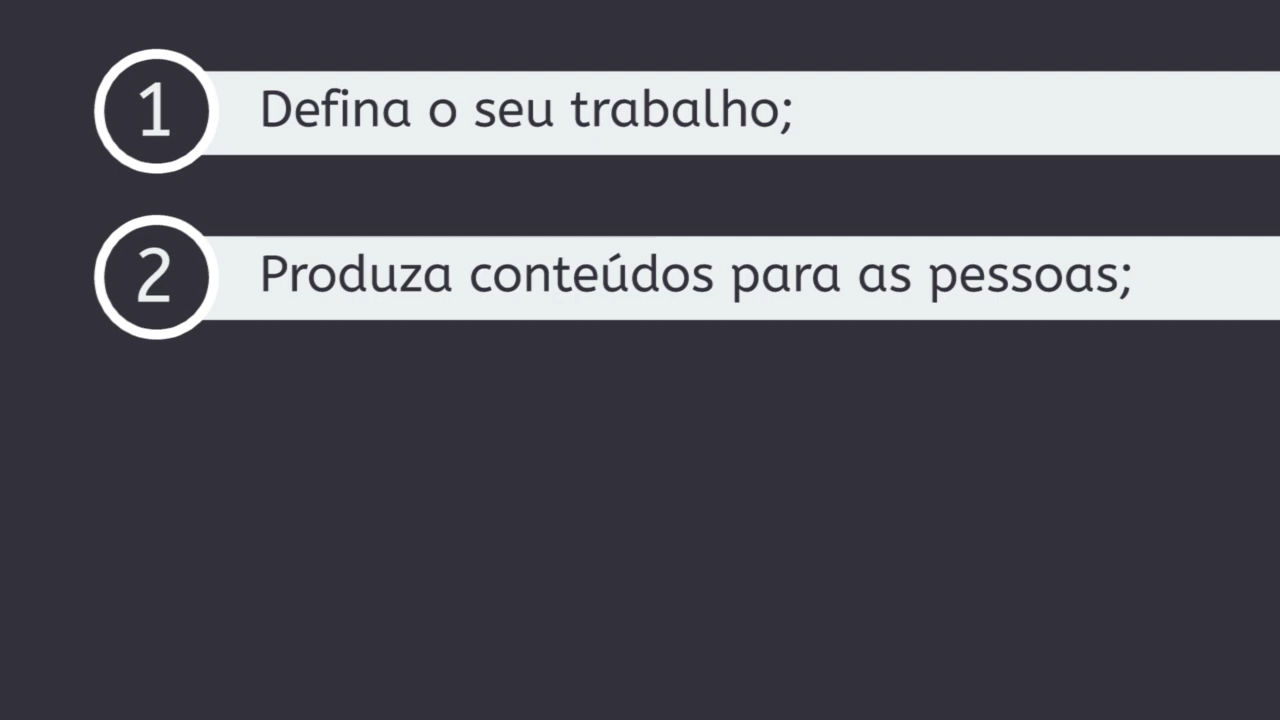 1 Defina o seu trabalho;
2 Produza conteúdos para as pessoas;